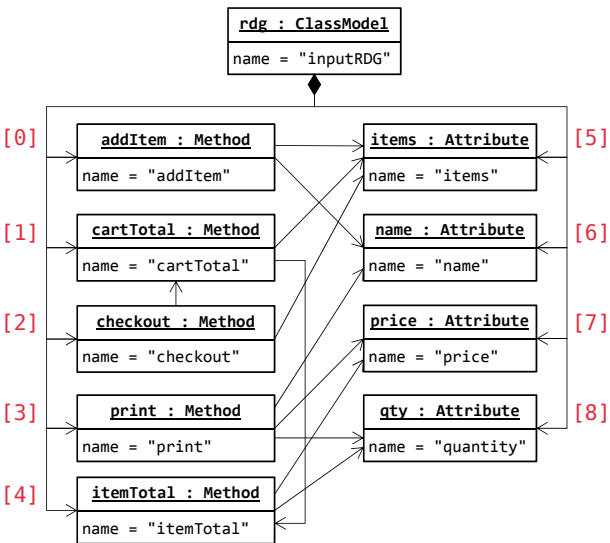 rdg : ClassModel
name = "inputRDG"
[0]
addItem : Method
name = "addItem"
items : Attribute
name = "items"
[5]
[1]
cartTotal : Method
name = "cartTotal"
name : Attribute
name = "name"
[6]
[2]
checkout : Method
name = "checkout"
price : Attribute
name = "price"
[7]
[3]
print : Method
name = "print"
qty : Attribute
name = "quantity"
[8]
[4]
itemTotal : Method
name = "itemTotal"